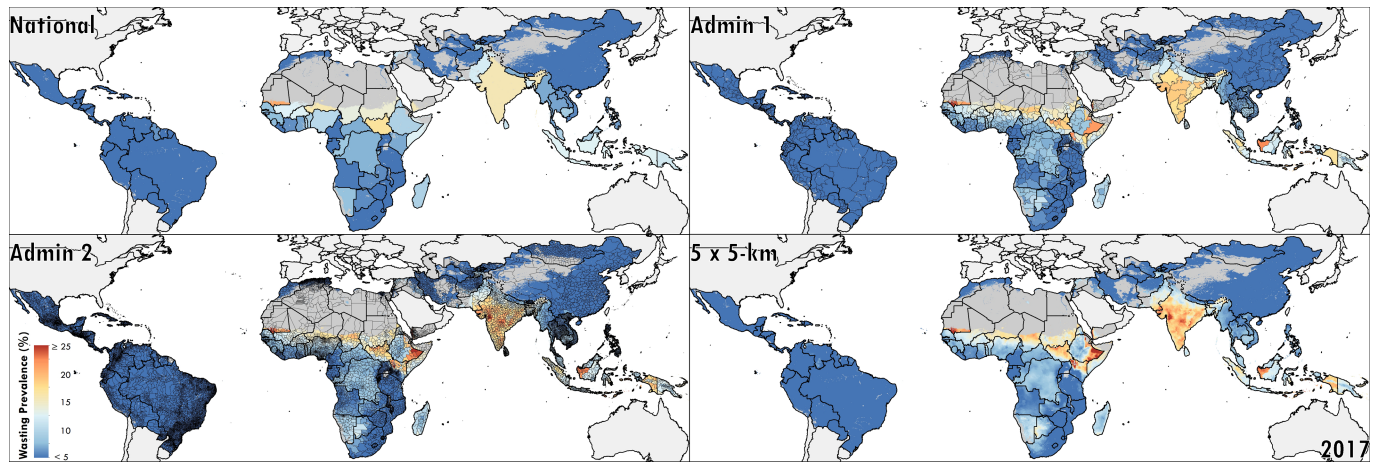 National
Admin 1
Admin 2
5 x 5-km
Wasting Prevalence (%)
≥ 25
20
15
10
< 5
2017